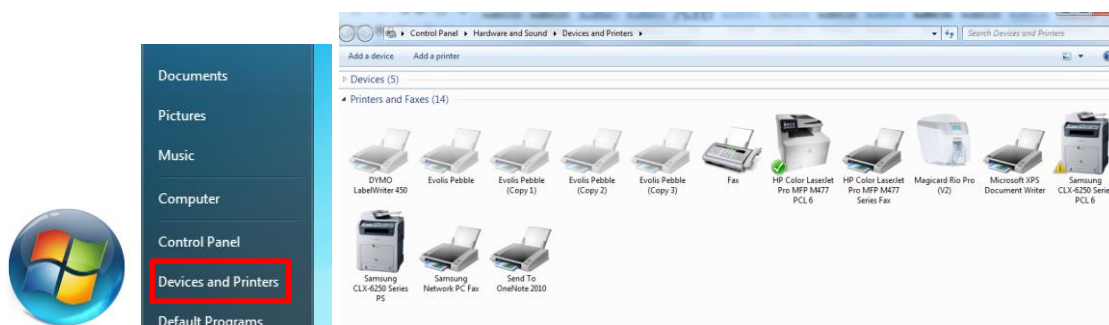 Documents
Pictures
Music
Computer
Control Panel
Devices and Printers
Default Programs
Control Panel ▸ Hardware and Sound ▸ Devices and Printers ▸
Search Devices and Printers
Add a device Add a printer
Devices (5)
Printers and Faxes (14)
DYMO
LabelWriter 450
Evolis Pebble
Evolis Pebble
(Copy 1)
Evolis Pebble
(Copy 2)
Evolis Pebble
(Copy 3)
Fax
HP Color LaserJet
Pro MFP M477
PCL 6
HP Color LaserJet
Pro MFP M477
Series Fax
Magicard Rio Pro
(V2)
Microsoft XPS
Document Writer
Samsung
CLX-6250 Serie
PCL 6
Samsung
CLX-6250 Series
PS
Samsung
Network PC Fax
Send To
OneNote 2010